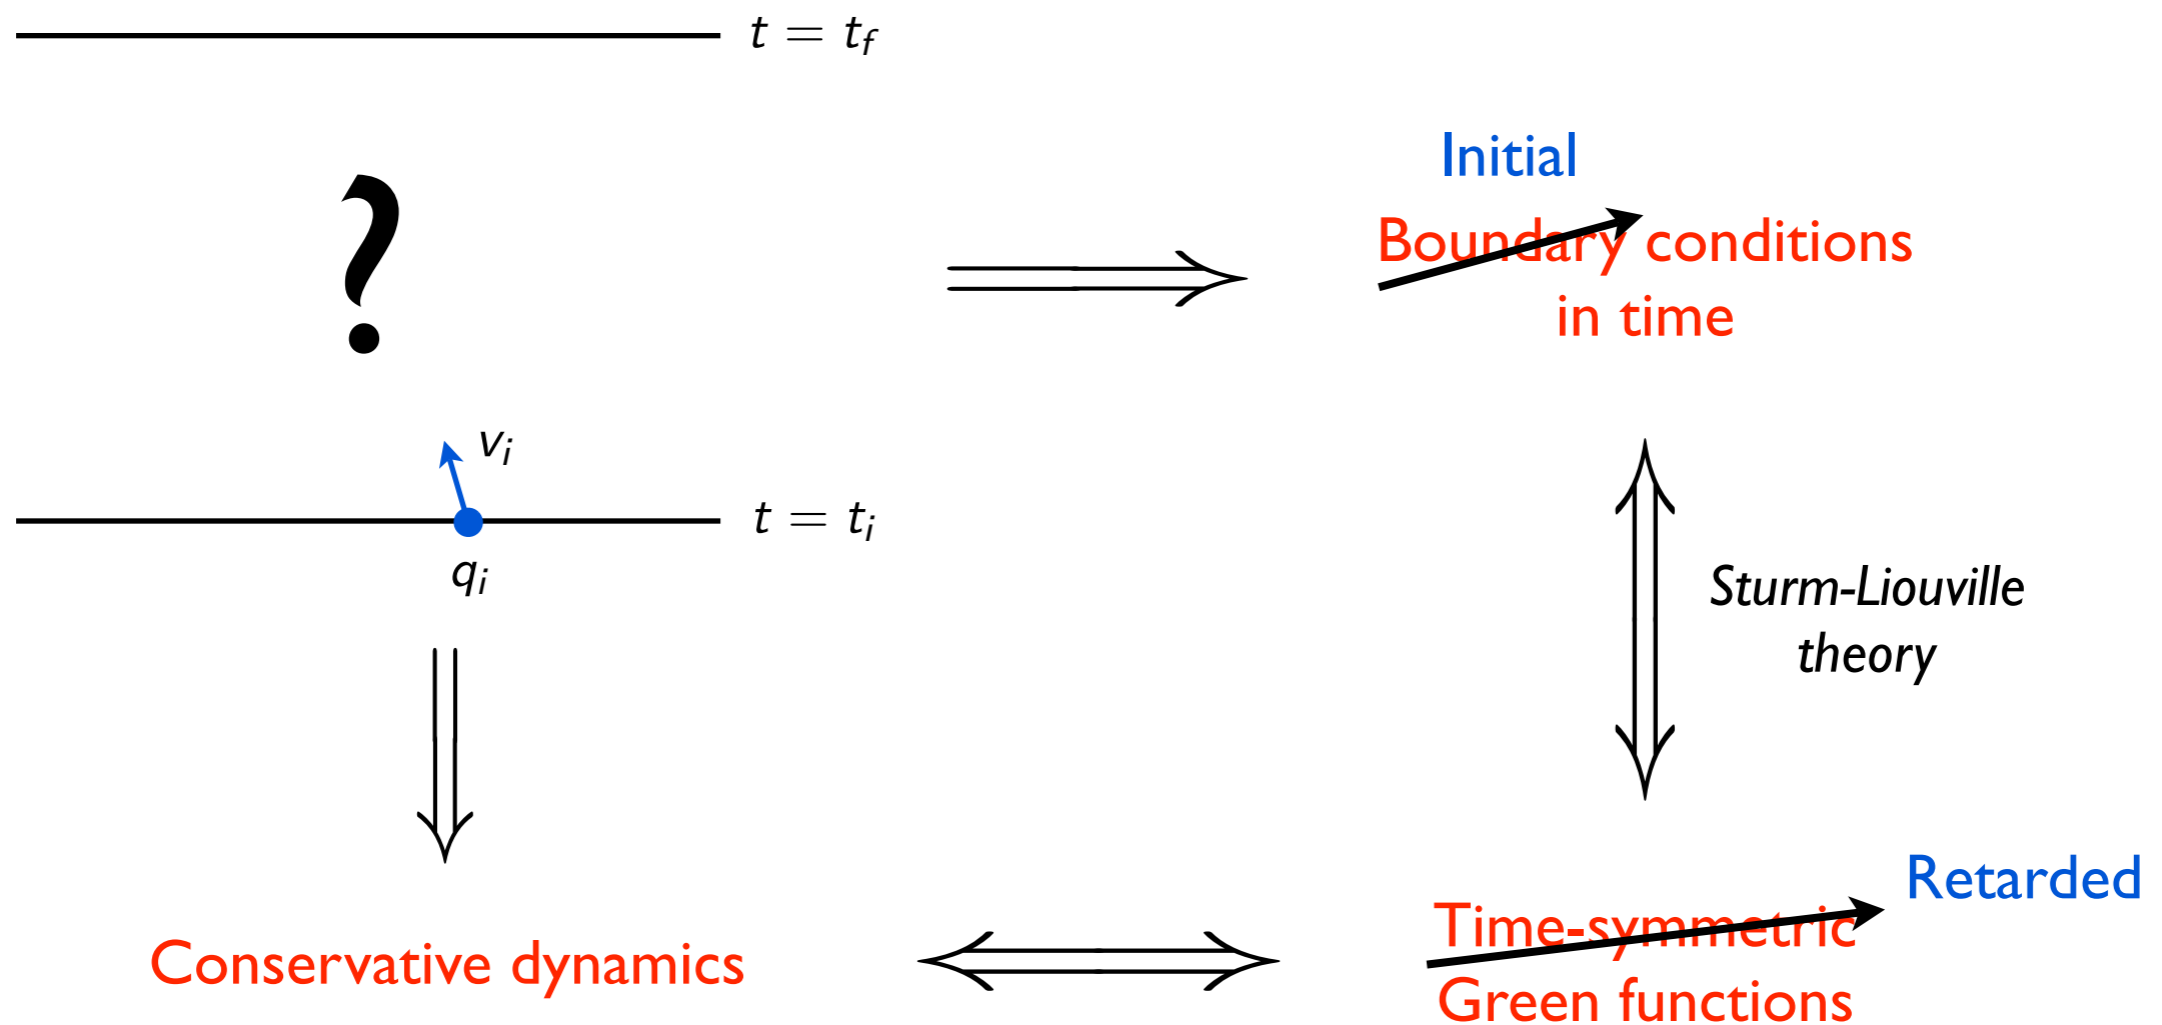 t = t_f
?
Initial
Boundary conditions
in time
v_i
t = t_i
q_i
Sturm-Liouville
theory
Retarded
Time-symmetric
Green functions
Conservative dynamics